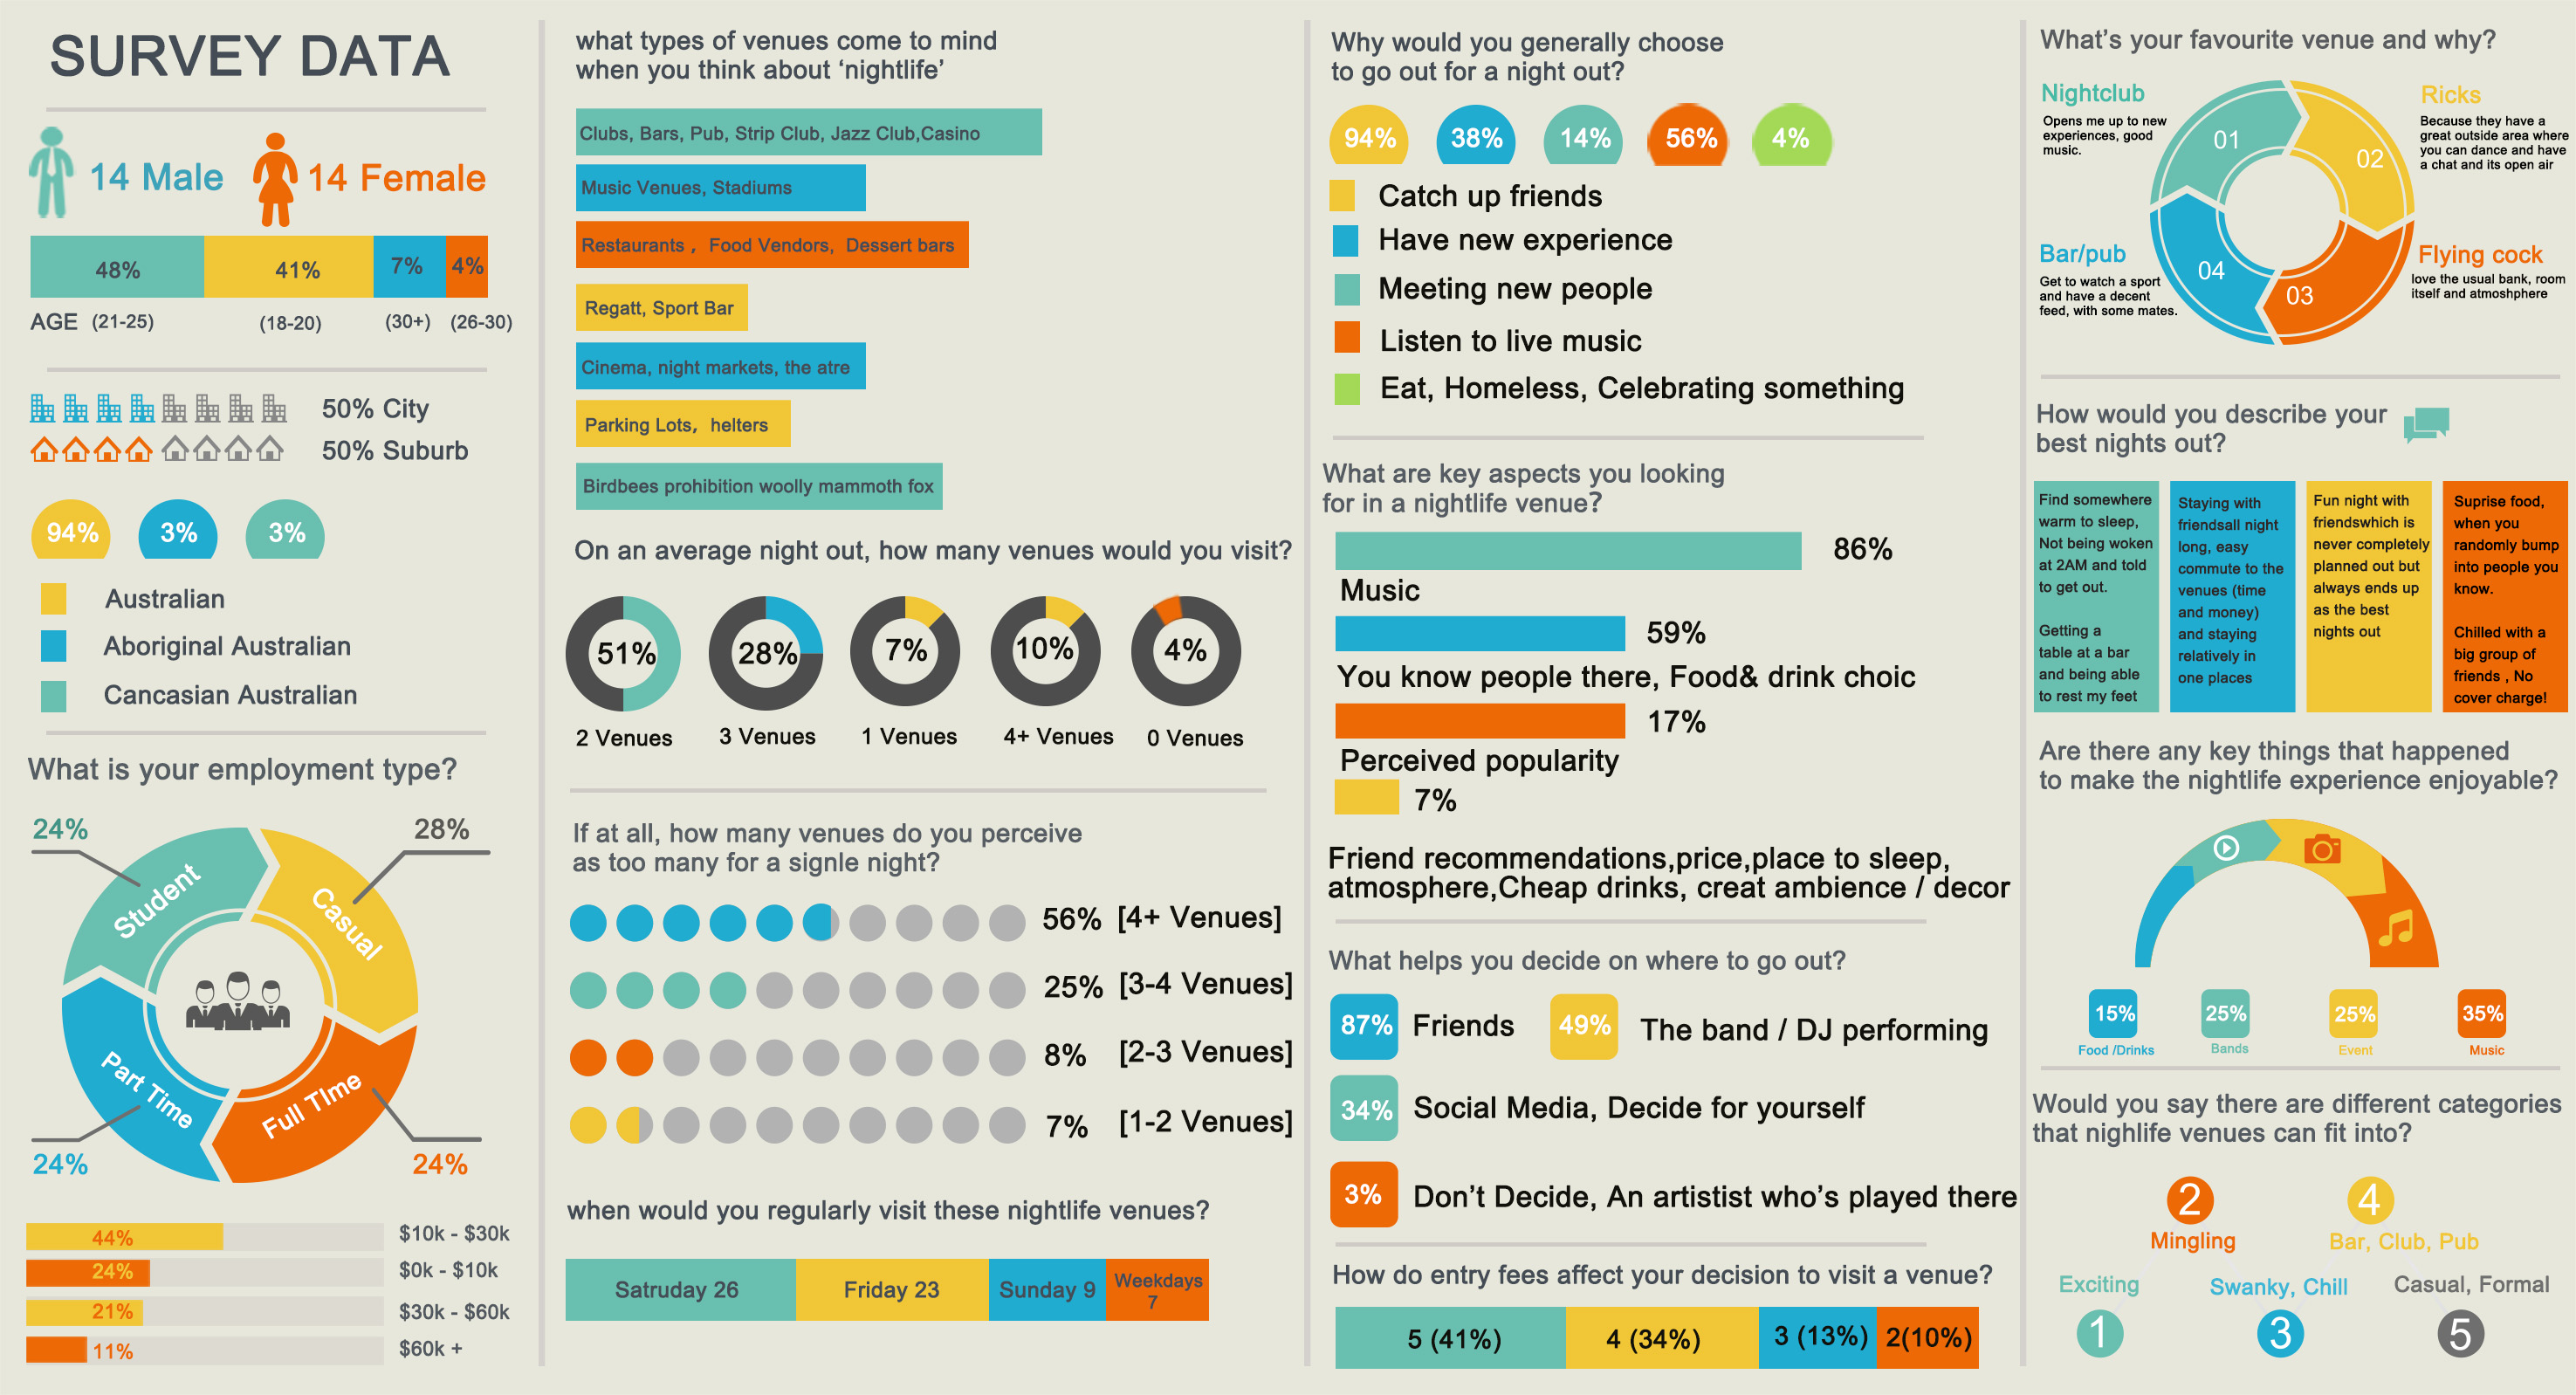 SURVEY DATA
14 Male
14 Female
48%
41%
7%
4%
AGE
(21-25)
(18-20)
(30+)
(26-30)
50% City
50% Suburb
94%
3%
3%
Australian
Aboriginal Australian
Cancasian Australian
What is your employment type?
24%
28%
Student
Casual
Part Time
Full TIme
24%
24%
44%
$10k - $30k
24%
$0k - $10k
21%
$30k - $60k
11%
$60k +
what types of venues come to mind
when you think about ‘nightlife’
Clubs, Bars, Pub, Strip Club, Jazz Club,Casino
Music Venues, Stadiums
Restaurants , Food Vendors, Dessert bars
Regatt, Sport Bar
Cinema, night markets, the atre
Parking Lots, helters
Birdbees prohibition woolly mammoth fox
On an average night out, how many venues would you visit?
51%
28%
7%
10%
4%
2 Venues
3 Venues
1 Venues
4+ Venues
0 Venues
If at all, how many venues do you perceive
as too many for a signle night?
56% [4+ Venues]
25% [3-4 Venues]
8% [2-3 Venues]
7% [1-2 Venues]
when would you regularly visit these nightlife venues?
Satruday 26
Friday 23
Sunday 9
Weekdays
7
Why would you generally choose
to go out for a night out?
94%
38%
14%
56%
4%
Catch up friends
Have new experience
Meeting new people
Listen to live music
Eat, Homeless, Celebrating something
What are key aspects you looking
for in a nightlife venue?
86%
Music
59%
You know people there, Food& drink choic
17%
Perceived popularity
7%
Friend recommendations,price,place to sleep,
atmosphere,Cheap drinks, creat ambience / decor
What helps you decide on where to go out?
87% Friends
49% The band / DJ performing
34% Social Media, Decide for yourself
3% Don’t Decide, An artistist who’s played there
How do entry fees affect your decision to visit a venue?
5 (41%)
4 (34%)
3 (13%)
2(10%)
What’s your favourite venue and why?
Nightclub
Opens me up to new
experiences, good
music.
01
02
03
04
Ricks
Because they have a
great outside area where
you can dance and have
a chat and its open air
Bar/pub
Get to watch a sport
and have a decent
feed, with some mates.
Flying cock
love the usual bank, room
itself and atmoshphere
How would you describe your
best nights out?
Find somewhere
warm to sleep,
Not being woken
at 2AM and told
to get out.
Getting a
table at a bar
and being able
to rest my feet
Staying with
friendsall night
long, easy
commute to the
venues (time
and money)
and staying
relatively in
one places
Fun night with
friendswhich is
never completely
planned out but
always ends up
as the best
nights out
Suprise food,
when you
randomly bump
into people you
know.
Chilled with a
big group of
friends , No
cover charge!
Are there any key things that happened
to make the nightlife experience enjoyable?
15%
25%
25%
35%
Food /Drinks
Bands
Event
Music
Would you say there are different categories
that nighlife venues can fit into?
2
4
Mingling
Bar, Club, Pub
Exciting
Swanky, Chill
Casual, Formal
1
3
5